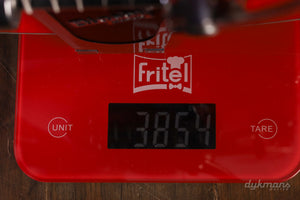 fritel
UNIT
3854
TARE
dykmans